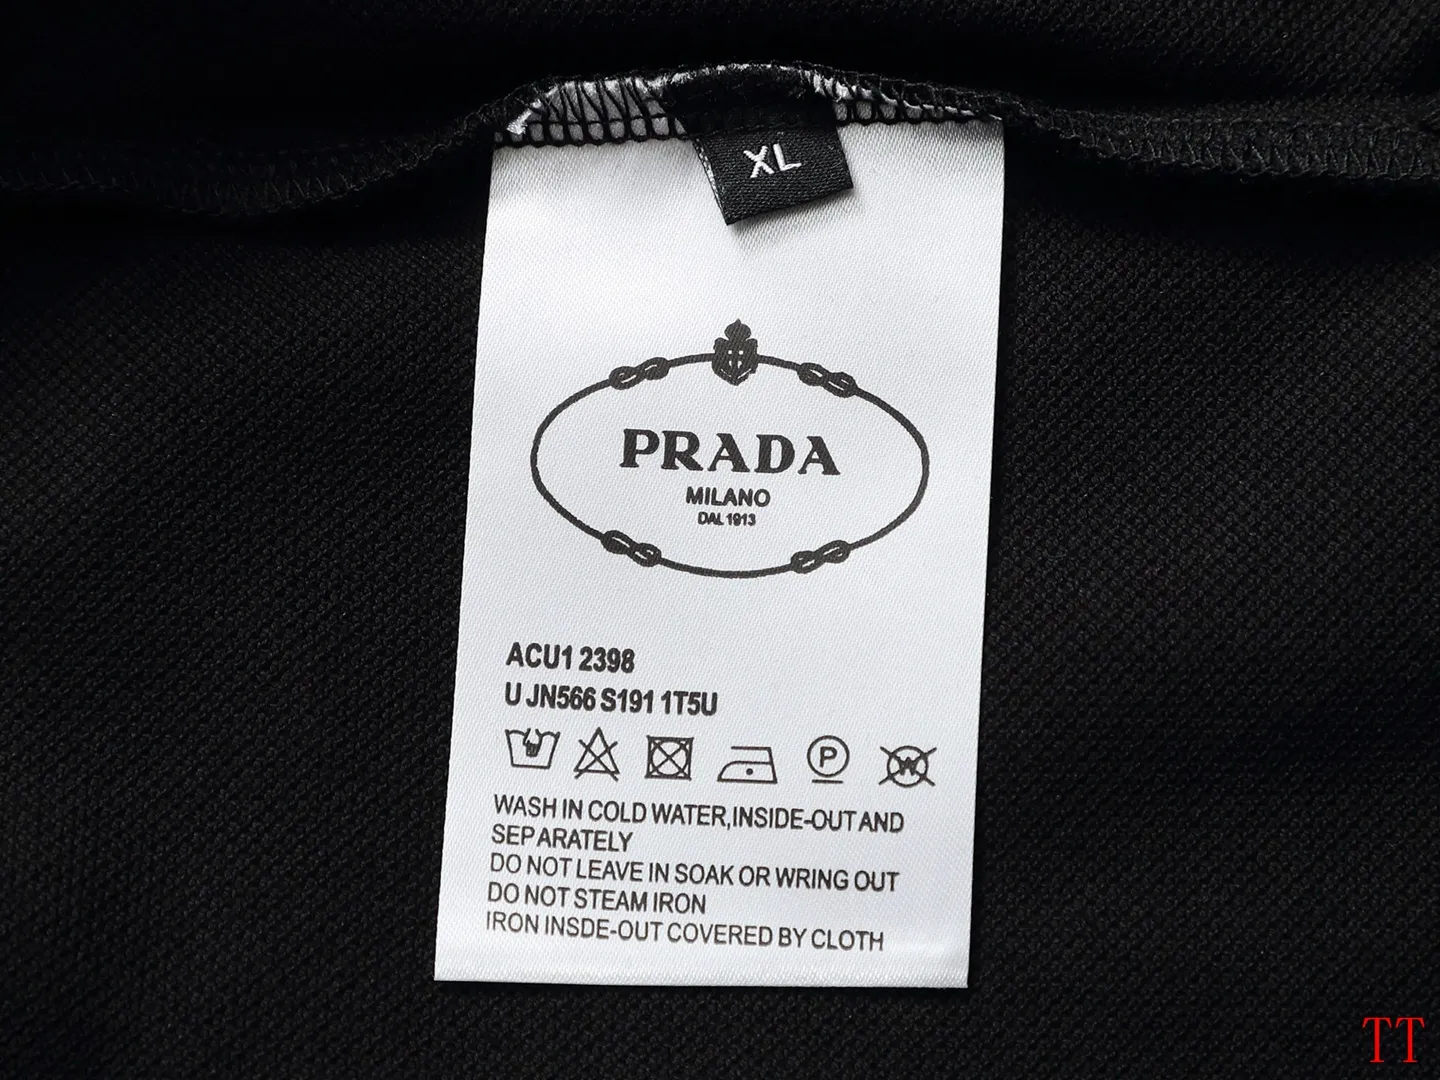 XL
PRADA
MILANO
DAL 1913
ACU1 2398
U JN566 S191 1T5U
P
W
WASH IN COLD WATER,INSIDE-OUT AND
SEPARATELY
DO NOT LEAVE IN SOAK OR WRING OUT
DO NOT STEAM IRON
IRON INSDE-OUT COVERED BY CLOTH
TT